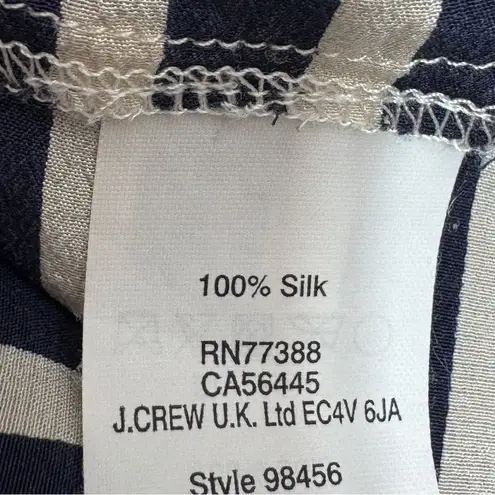 100% Silk
RN77388
CA56445
J.CREW U.K. Ltd EC4V 6JA
Style 98456